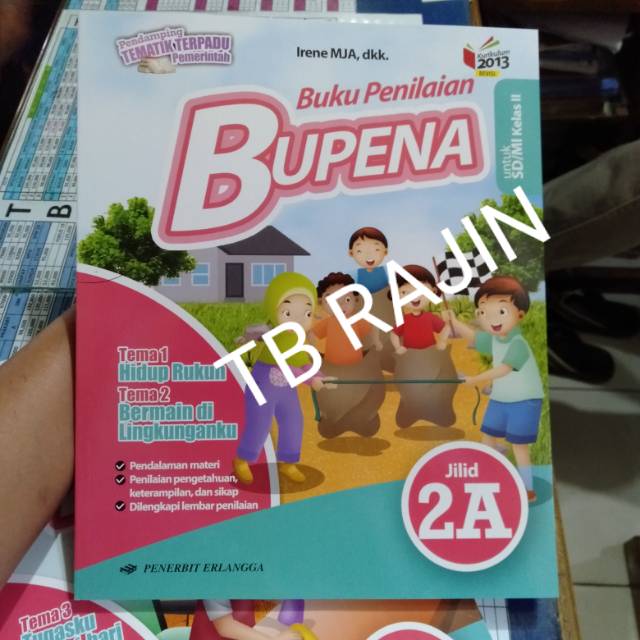 Pendamping
TEMATIK TERPADU
Pemerintah
Irene MJA, dkk.
Kurikulum
2013
REVISI
Buku Penilaian
BUPENA
untuk
SD/MI Kelas II
TB RAJIN
Tema 1
Hidup Rukun
Tema 2
Bermain di
Lingkunganku
Pendalaman materi
Penilaian pengetahuan,
keterampilan, dan sikap
Dilengkapi lembar penilaian
Jilid
2A
PENERBIT ERLANGGA
T
B
Tema 3
Tugasku